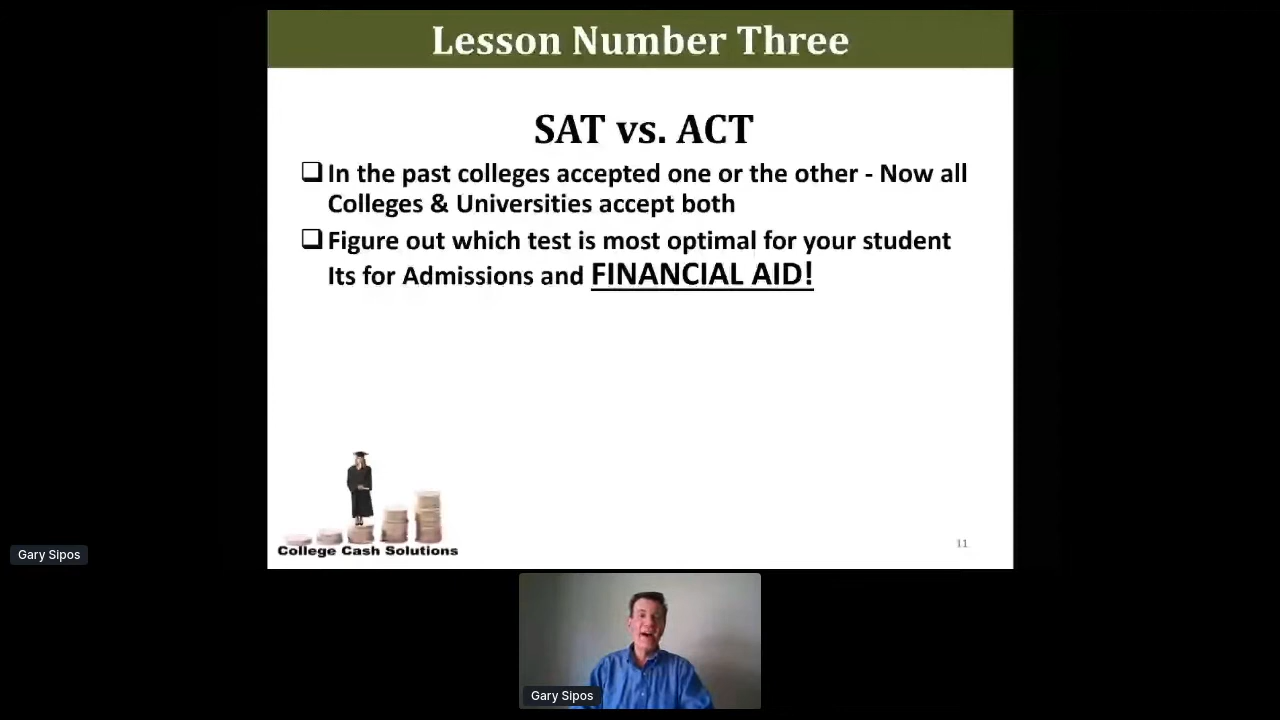 Lesson Number Three
SAT vs. ACT
In the past colleges accepted one or the other - Now all
Colleges & Universities accept both
Figure out which test is most optimal for your student
Its for Admissions and FINANCIAL AID!
College Cash Solutions
11
Gary Sipos
Gary Sipos